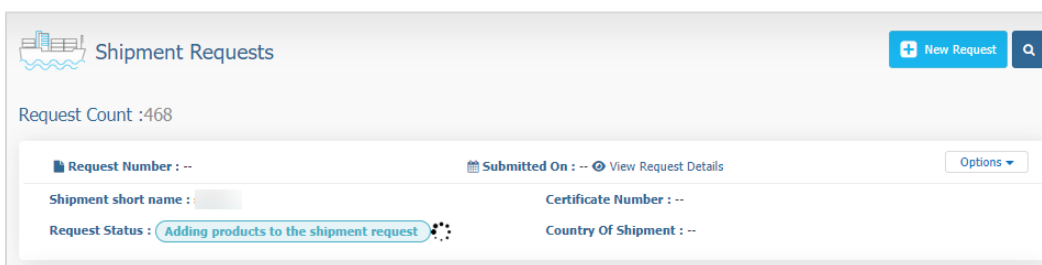 Shipment Requests
New Request
Request Count :468
Request Number : --
Submitted On : -- View Request Details
Options
Shipment short name :
Certificate Number : --
Request Status : Adding products to the shipment request
Country Of Shipment : --